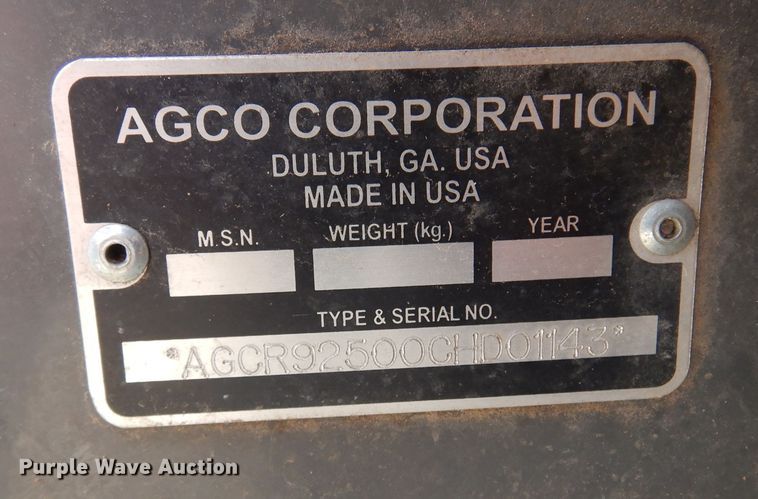 AGCO CORPORATION
DULUTH, GA. USA
MADE IN USA
M.S.N. WEIGHT (kg.) YEAR
TYPE & SERIAL NO.
*AGCR92500CHD01143*
Purple Wave Auction